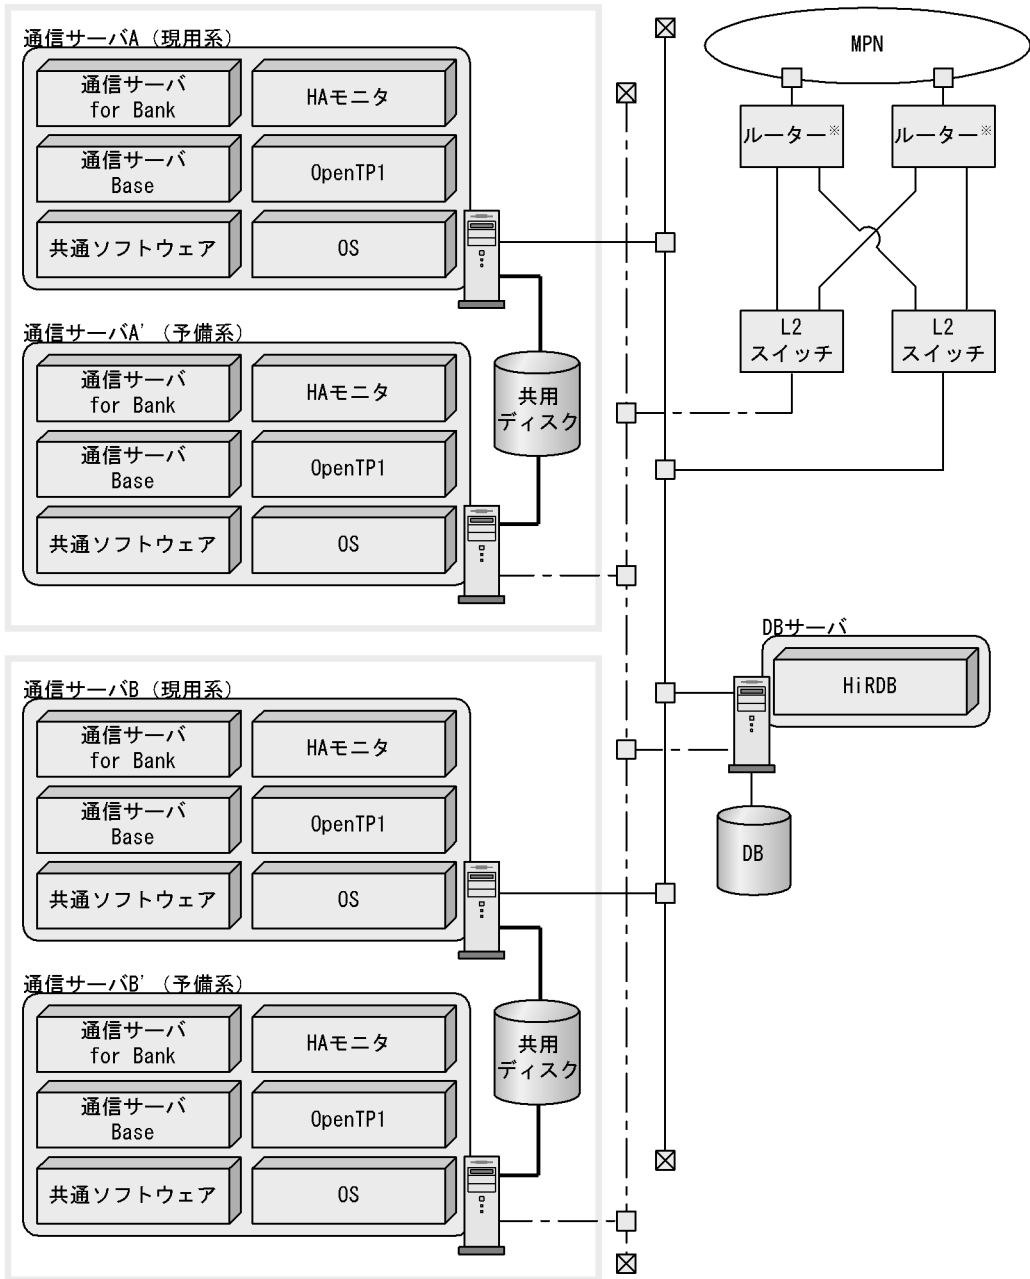 通信サーバA（現用系）
通信サーバ
for Bank
HAモニタ
通信サーバ
Base
OpenTP1
共通ソフトウェア
OS
通信サーバA'（予備系）
通信サーバ
for Bank
HAモニタ
通信サーバ
Base
OpenTP1
共通ソフトウェア
OS
共用
ディスク
MPN
ルーター※
ルーター※
L2
スイッチ
L2
スイッチ
DBサーバ
HiRDB
DB
通信サーバB（現用系）
通信サーバ
for Bank
HAモニタ
通信サーバ
Base
OpenTP1
共通ソフトウェア
OS
通信サーバB'（予備系）
通信サーバ
for Bank
HAモニタ
通信サーバ
Base
OpenTP1
共通ソフトウェア
OS
共用
ディスク